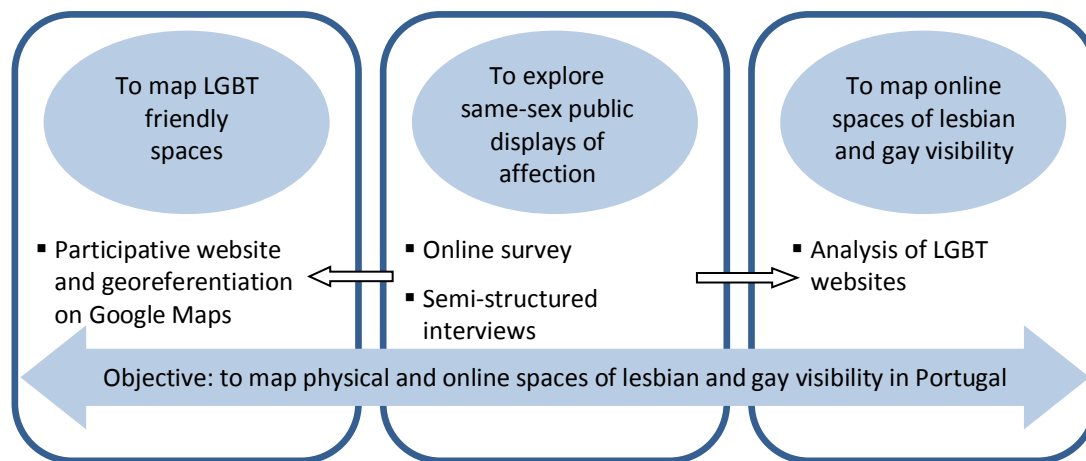 To map LGBT
friendly
spaces
▪ Participative website
and georeferentiation
on Google Maps
To explore
same-sex public
displays of
affection
▪ Online survey
▪ Semi-structured
interviews
To map online
spaces of lesbian
and gay visibility
▪ Analysis of LGBT
websites
Objective: to map physical and online spaces of lesbian and gay visibility in Portugal